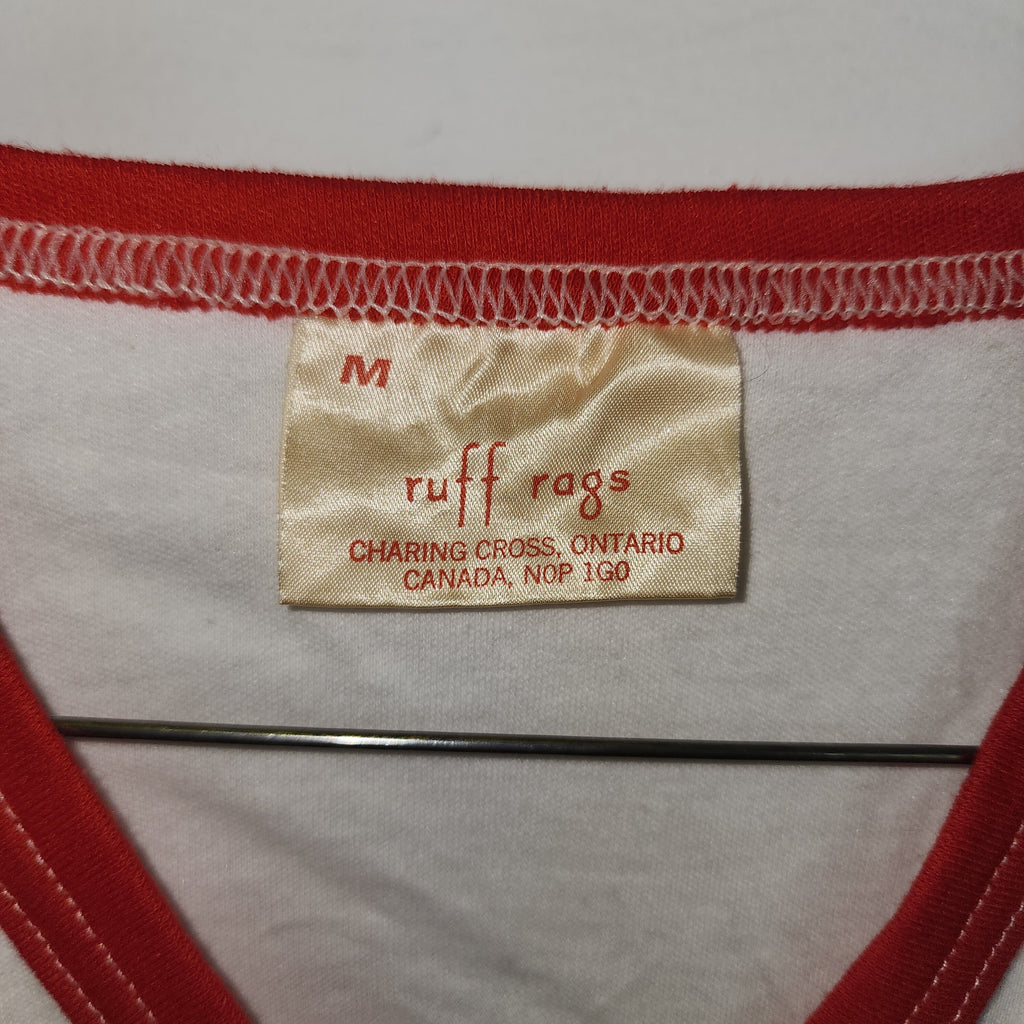 M
ruff rags
CHARING CROSS, ONTARIO
CANADA, N0P 1G0